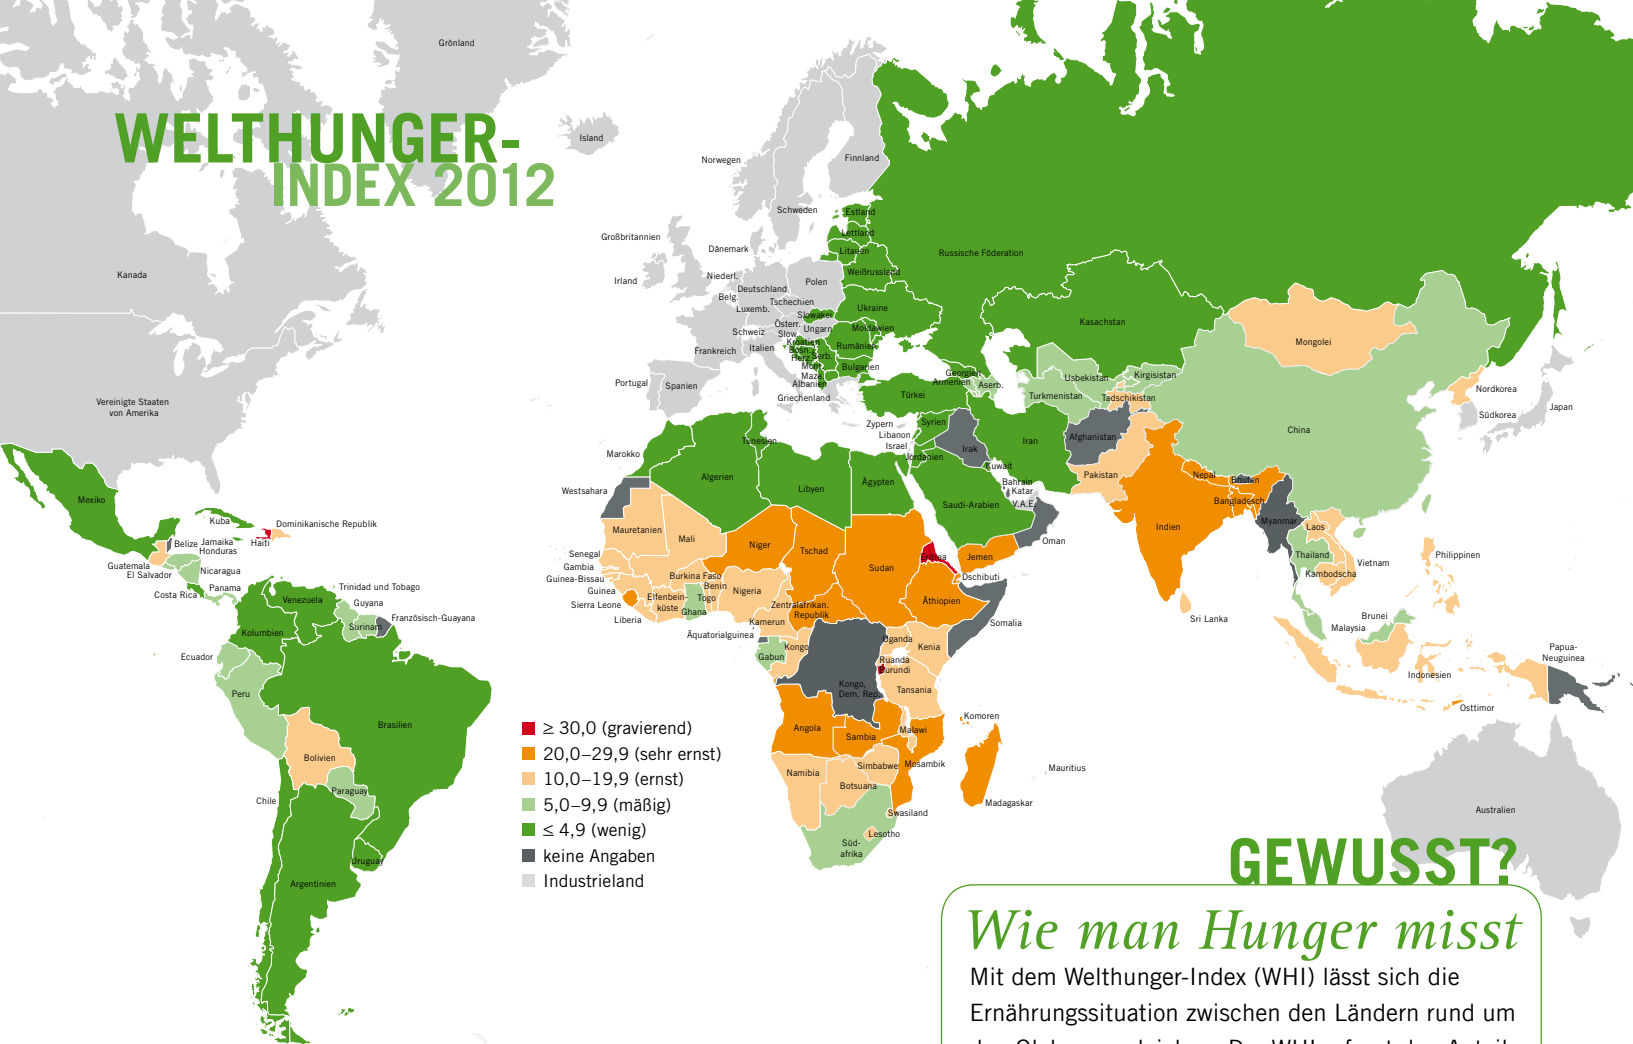 WELTHUNGER-
INDEX 2012
Grönland
Island
Kanada
Vereinigte Staaten
von Amerika
Mexiko
Kuba
Dominikanische Republik
Haiti
Jamaika
Belize
Honduras
Guatemala
El Salvador
Nicaragua
Costa Rica
Panama
Trinidad und Tobago
Venezuela
Guyana
Surinam
Französisch-Guayana
Kolumbien
Ecuador
Peru
Brasilien
Bolivien
Paraguay
Chile
Uruguay
Argentinien
Norwegen
Finnland
Schweden
Estland
Lettland
Litauen
Weißrussland
Großbritannien
Dänemark
Irland
Niederl.
Belg.
Deutschland
Polen
Luxemb.
Tschechien
Slowakei
Ukraine
Österr.
Ungarn
Moldawien
Schweiz
Slow.
Kroatien
Rumänien
Frankreich
Italien
Bosn.
Herz.
Serb.
Mont.
Bulgarien
Maze.
Albanien
Portugal
Spanien
Griechenland
Russische Föderation
Kasachstan
Mongolei
Georgien
Armenien
Aserb.
Türkei
Usbekistan
Kirgisistan
Turkmenistan
Tadschikistan
Nordkorea
Südkorea
Japan
China
Zypern
Syrien
Libanon
Israel
Irak
Iran
Afghanistan
Jordanien
Kuwait
Pakistan
Bahrain
Katar
V.A.E.
Saudi-Arabien
Oman
Jemen
Nepal
Bhutan
Bangladesch
Indien
Myanmar
Laos
Thailand
Vietnam
Kambodscha
Philippinen
Sri Lanka
Brunei
Malaysia
Indonesien
Papua-
Neuguinea
Osttimor
Australien
Marokko
Tunesien
Algerien
Libyen
Ägypten
Westsahara
Mauretanien
Mali
Niger
Tschad
Sudan
Eritrea
Dschibuti
Senegal
Gambia
Guinea-Bissau
Guinea
Sierra Leone
Liberia
Burkina Faso
Benin
Togo
Elfenbein-
küste
Ghana
Nigeria
Zentralafrikan.
Republik
Äthiopien
Somalia
Kamerun
Äquatorialguinea
Gabun
Kongo
Uganda
Kenia
Ruanda
Burundi
Kongo,
Dem. Rep.
Tansania
Komoren
Angola
Sambia
Malawi
Mosambik
Simbabwe
Namibia
Botsuana
Mauritius
Madagaskar
Swasiland
Lesotho
Süd-
afrika
≥ 30,0 (gravierend)
20,0–29,9 (sehr ernst)
10,0–19,9 (ernst)
5,0–9,9 (mäßig)
≤ 4,9 (wenig)
keine Angaben
Industrieland
GEWUSST?
Wie man Hunger misst
Mit dem Welthunger-Index (WHI) lässt sich die
Ernährungssituation zwischen den Ländern rund um